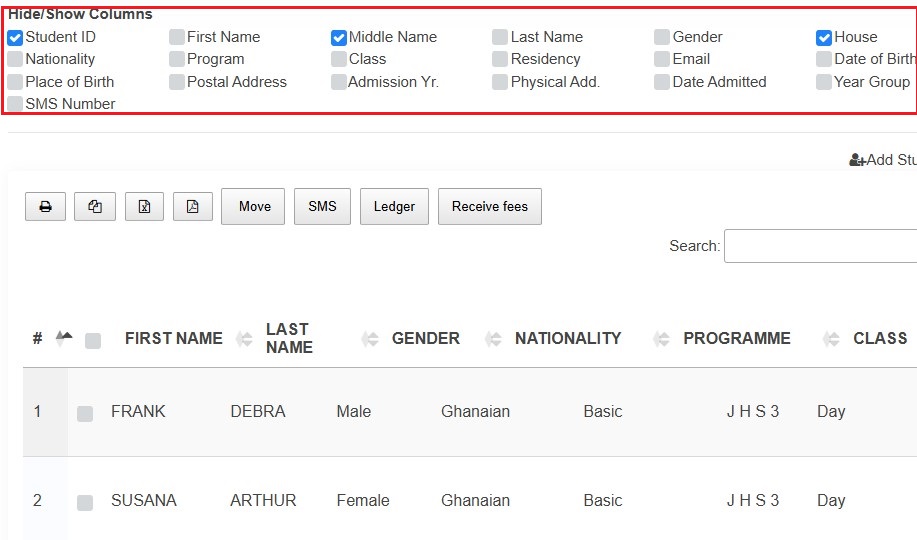 Hide/Show Columns
Student ID First Name Middle Name Last Name Gender House
Nationality Program Class Residency Email Date of Birth
Place of Birth Postal Address Admission Yr. Physical Add. Date Admitted Year Group
SMS Number
Add Stu
Move SMS Ledger Receive fees
Search:
# FIRST NAME LAST NAME GENDER NATIONALITY PROGRAMME CLASS
1 FRANK DEBRA Male Ghanaian Basic J H S 3 Day
2 SUSANA ARTHUR Female Ghanaian Basic J H S 3 Day